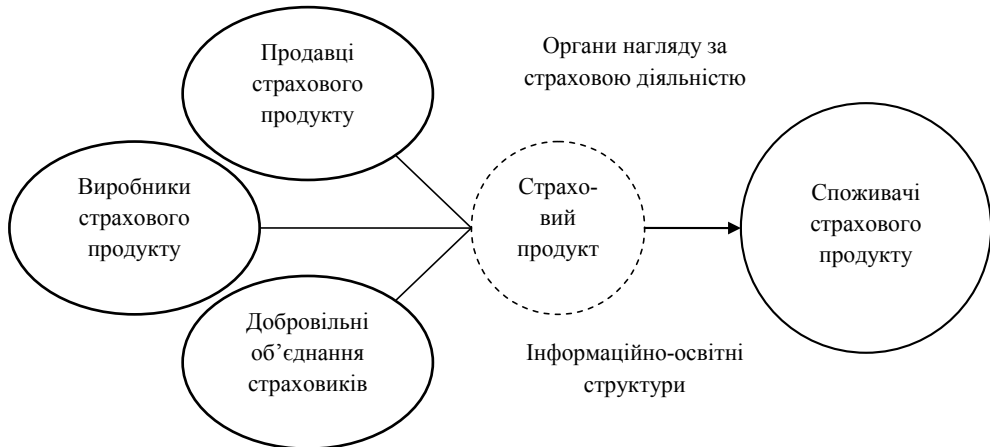 Продавці
страхового
продукту
Органи нагляду за
страховою діяльністю
Виробники
страхового
продукту
Страхо-
вий
продукт
Споживачі
страхового
продукту
Добровільні
об’єднання
страховиків
Інформаційно-освітні
структури